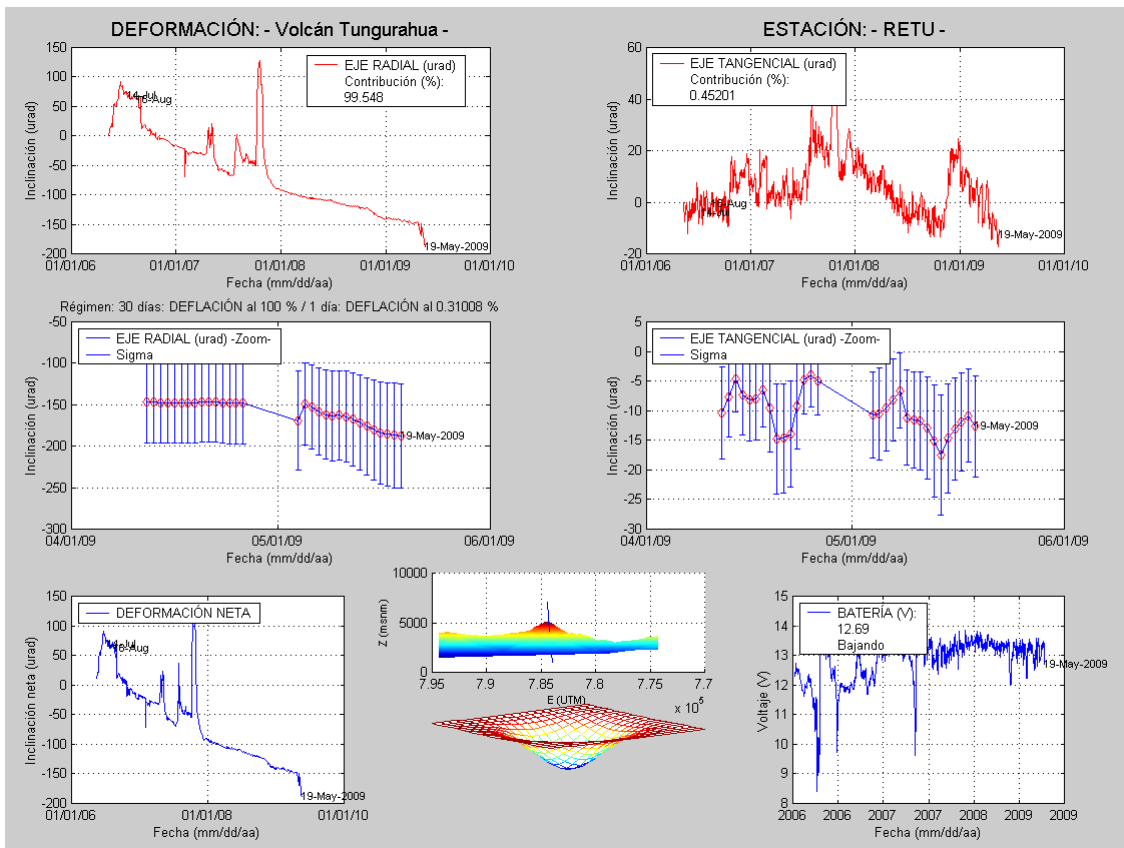 DEFORMACIÓN: - Volcán Tungurahua -
ESTACIÓN: - RETU -
150
100
50
0
-50
-100
-150
-200
Inclinación (urad)
EJE RADIAL (urad)
Contribución (%):
99.548
14-Jul
16-Aug
19-May-2009
01/01/06
01/01/07
01/01/08
01/01/09
01/01/10
Fecha (mm/dd/aa)
60
40
20
0
-20
Inclinación (urad)
EJE TANGENCIAL (urad)
Contribución (%):
0.45201
16-Aug
14-Jul
19-May-2009
01/01/06
01/01/07
01/01/08
01/01/09
01/01/10
Fecha (mm/dd/aa)
Régimen: 30 días: DEFLACIÓN al 100 % / 1 día: DEFLACIÓN al 0.31008 %
-50
-100
-150
-200
-250
-300
Inclinación (urad)
EJE RADIAL (urad) -Zoom-
Sigma
19-May-2009
04/01/09
05/01/09
06/01/09
Fecha (mm/dd/aa)
5
0
-5
-10
-15
-20
-25
-30
Inclinación (urad)
EJE TANGENCIAL (urad) -Zoom-
Sigma
19-May-2009
04/01/09
05/01/09
06/01/09
Fecha (mm/dd/aa)
150
100
50
0
-50
-100
-150
-200
Inclinación neta (urad)
DEFORMACIÓN NETA
14-Jul
16-Aug
19-May-2009
01/01/06
01/01/08
01/01/10
Fecha (mm/dd/aa)
10000
5000
0
Z (msnm)
7.95
7.9
7.85
7.8
7.75
7.7
E (UTM)
x 10^5
15
14
13
12
11
10
9
8
Voltaje (V)
BATERÍA (V):
12.69
Bajando
19-May-2009
2006
2006
2007
2007
2008
2009
2009
Fecha (mm/dd/aa)